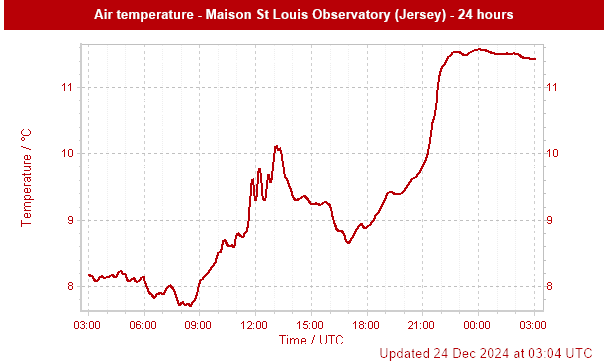 Air temperature - Maison St Louis Observatory (Jersey) - 24 hours
Temperature / °C
11 11
10 10
9 9
8 8
03:00 06:00 09:00 12:00 15:00 18:00 21:00 00:00 03:00
Time / UTC
Updated 24 Dec 2024 at 03:04 UTC